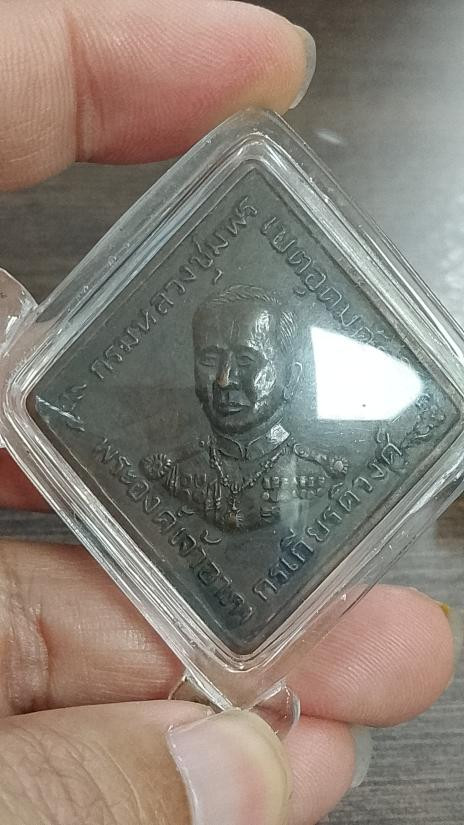 กรมหลวงชุมพร
เขตอุดมศักดิ์
พระองค์เจ้าอาภา
กรเกียรติวงศ์